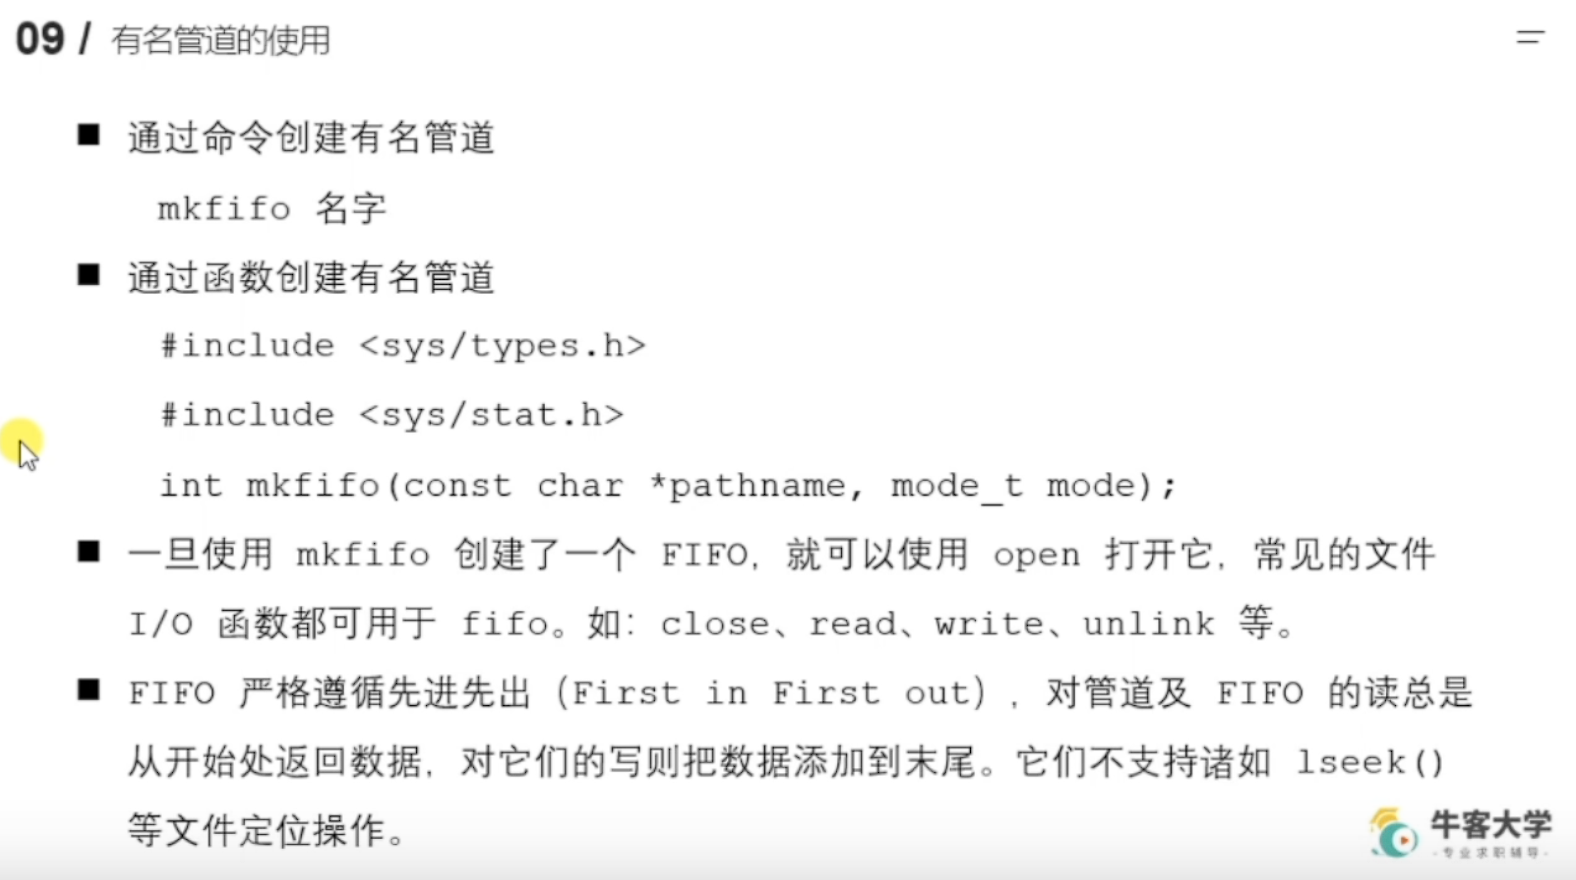 09 / 有名管道的使用
■ 通过命令创建有名管道
mkfifo 名字
■ 通过函数创建有名管道
#include <sys/types.h>
#include <sys/stat.h>
int mkfifo(const char *pathname, mode_t mode);
■ 一旦使用 mkfifo 创建了一个 FIFO，就可以使用 open 打开它，常见的文件
I/O 函数都可用于 fifo。如：close、read、write、unlink 等。
■ FIFO 严格遵循先进先出（First in First out），对管道及 FIFO 的读总是
从开始处返回数据，对它们的写则把数据添加到末尾。它们不支持诸如 lseek()
等文件定位操作。
牛客大学
·专业求职辅导·